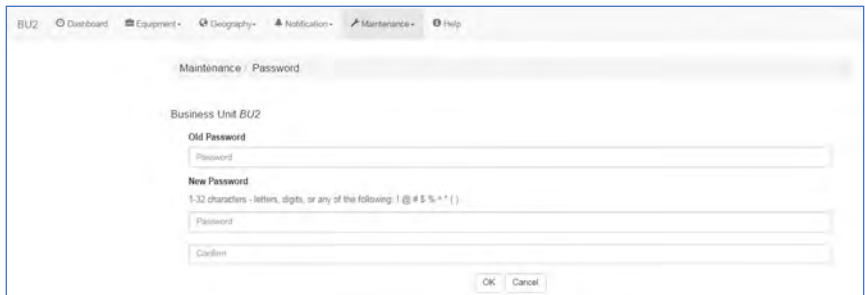 BU2 Dashboard Equipment Geography Notification Maintenance Help
Maintenance / Password
Business Unit BU2
Old Password
Password
New Password
1-32 characters - letters, digits, or any of the following: ! @ # $ % ^ * ( )
Password
Confirm
OK Cancel